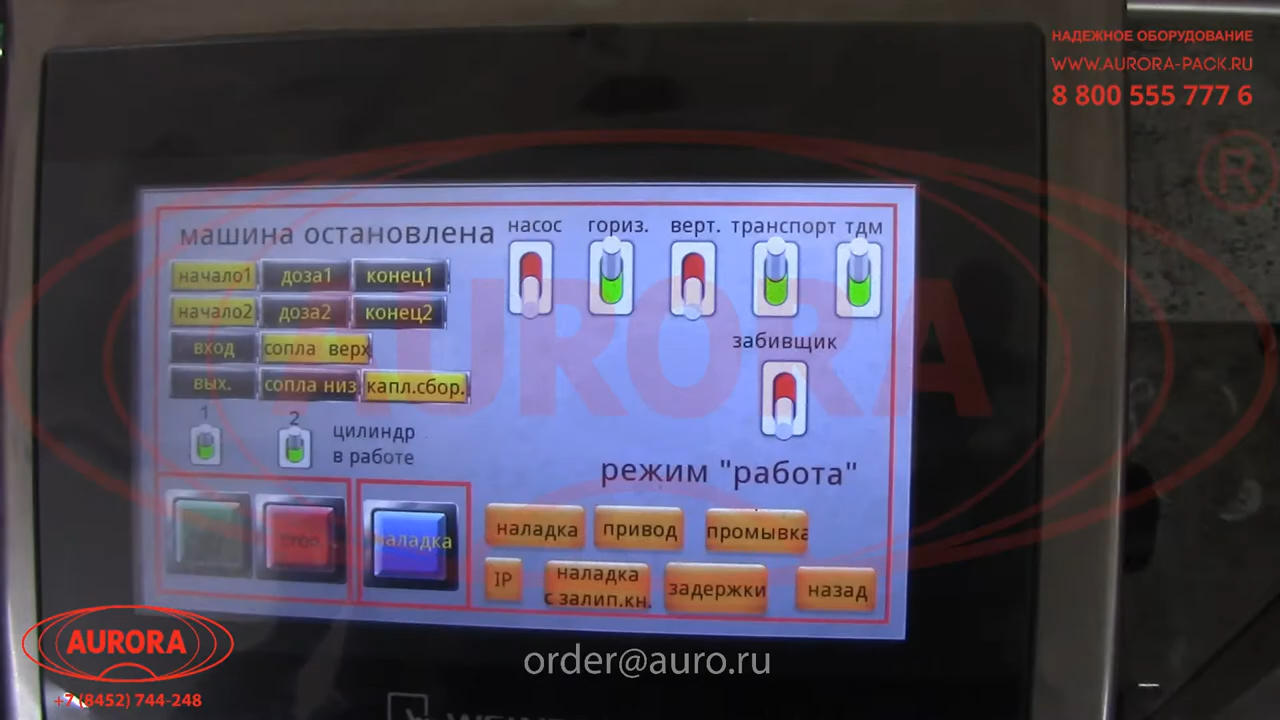 НАДЕЖНОЕ ОБОРУДОВАНИЕ
WWW.AURORA-PACK.RU
8 800 555 777 6
®
AURORA
насос гориз. верт. транспорт тдм
машина остановлена
начало1 доза1 конец1
начало2 доза2 конец2
вход сопла верх
вых. сопла низ капл.сбор.
забивщик
1 2 цилиндр
в работе
режим "работа"
стоп наладка
наладка привод промывка
IP наладка
с залип.кн. задержки назад
AURORA
+7 (8452) 744-248
order@auro.ru